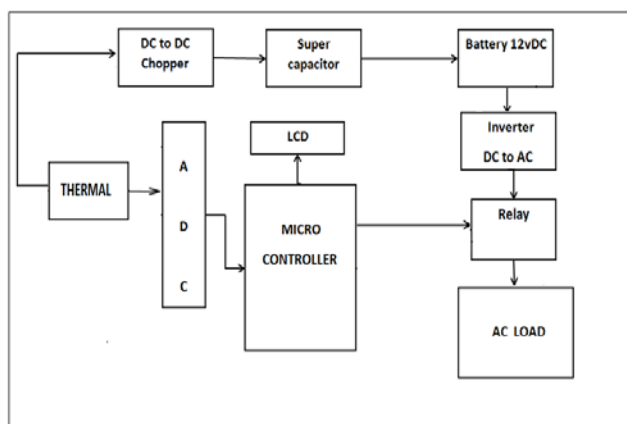 DC to DC
Chopper
Super
capacitor
Battery 12vDC
Inverter
DC to AC
LCD
THERMAL
A
D
C
MICRO
CONTROLLER
Relay
AC LOAD